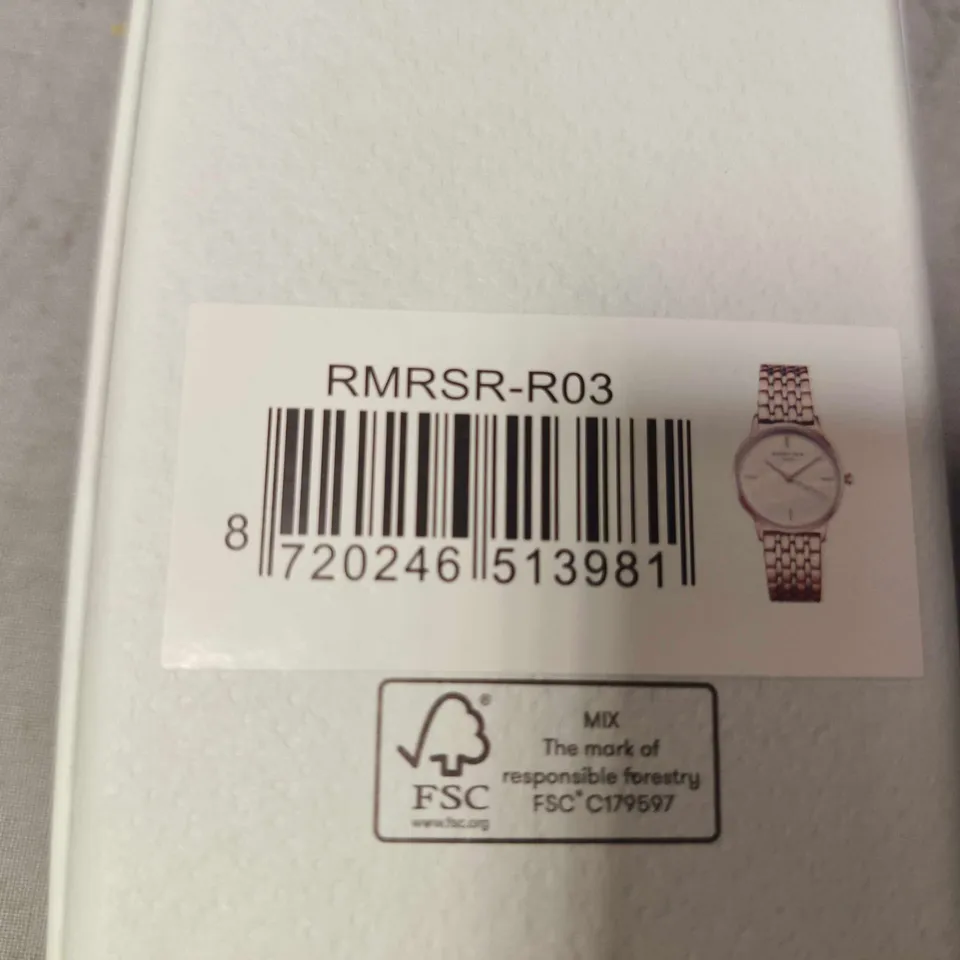 RMRSR-R03
8 720246 513981
FSC
®
www.fsc.org
MIX
The mark of
responsible forestry
FSC® C179597